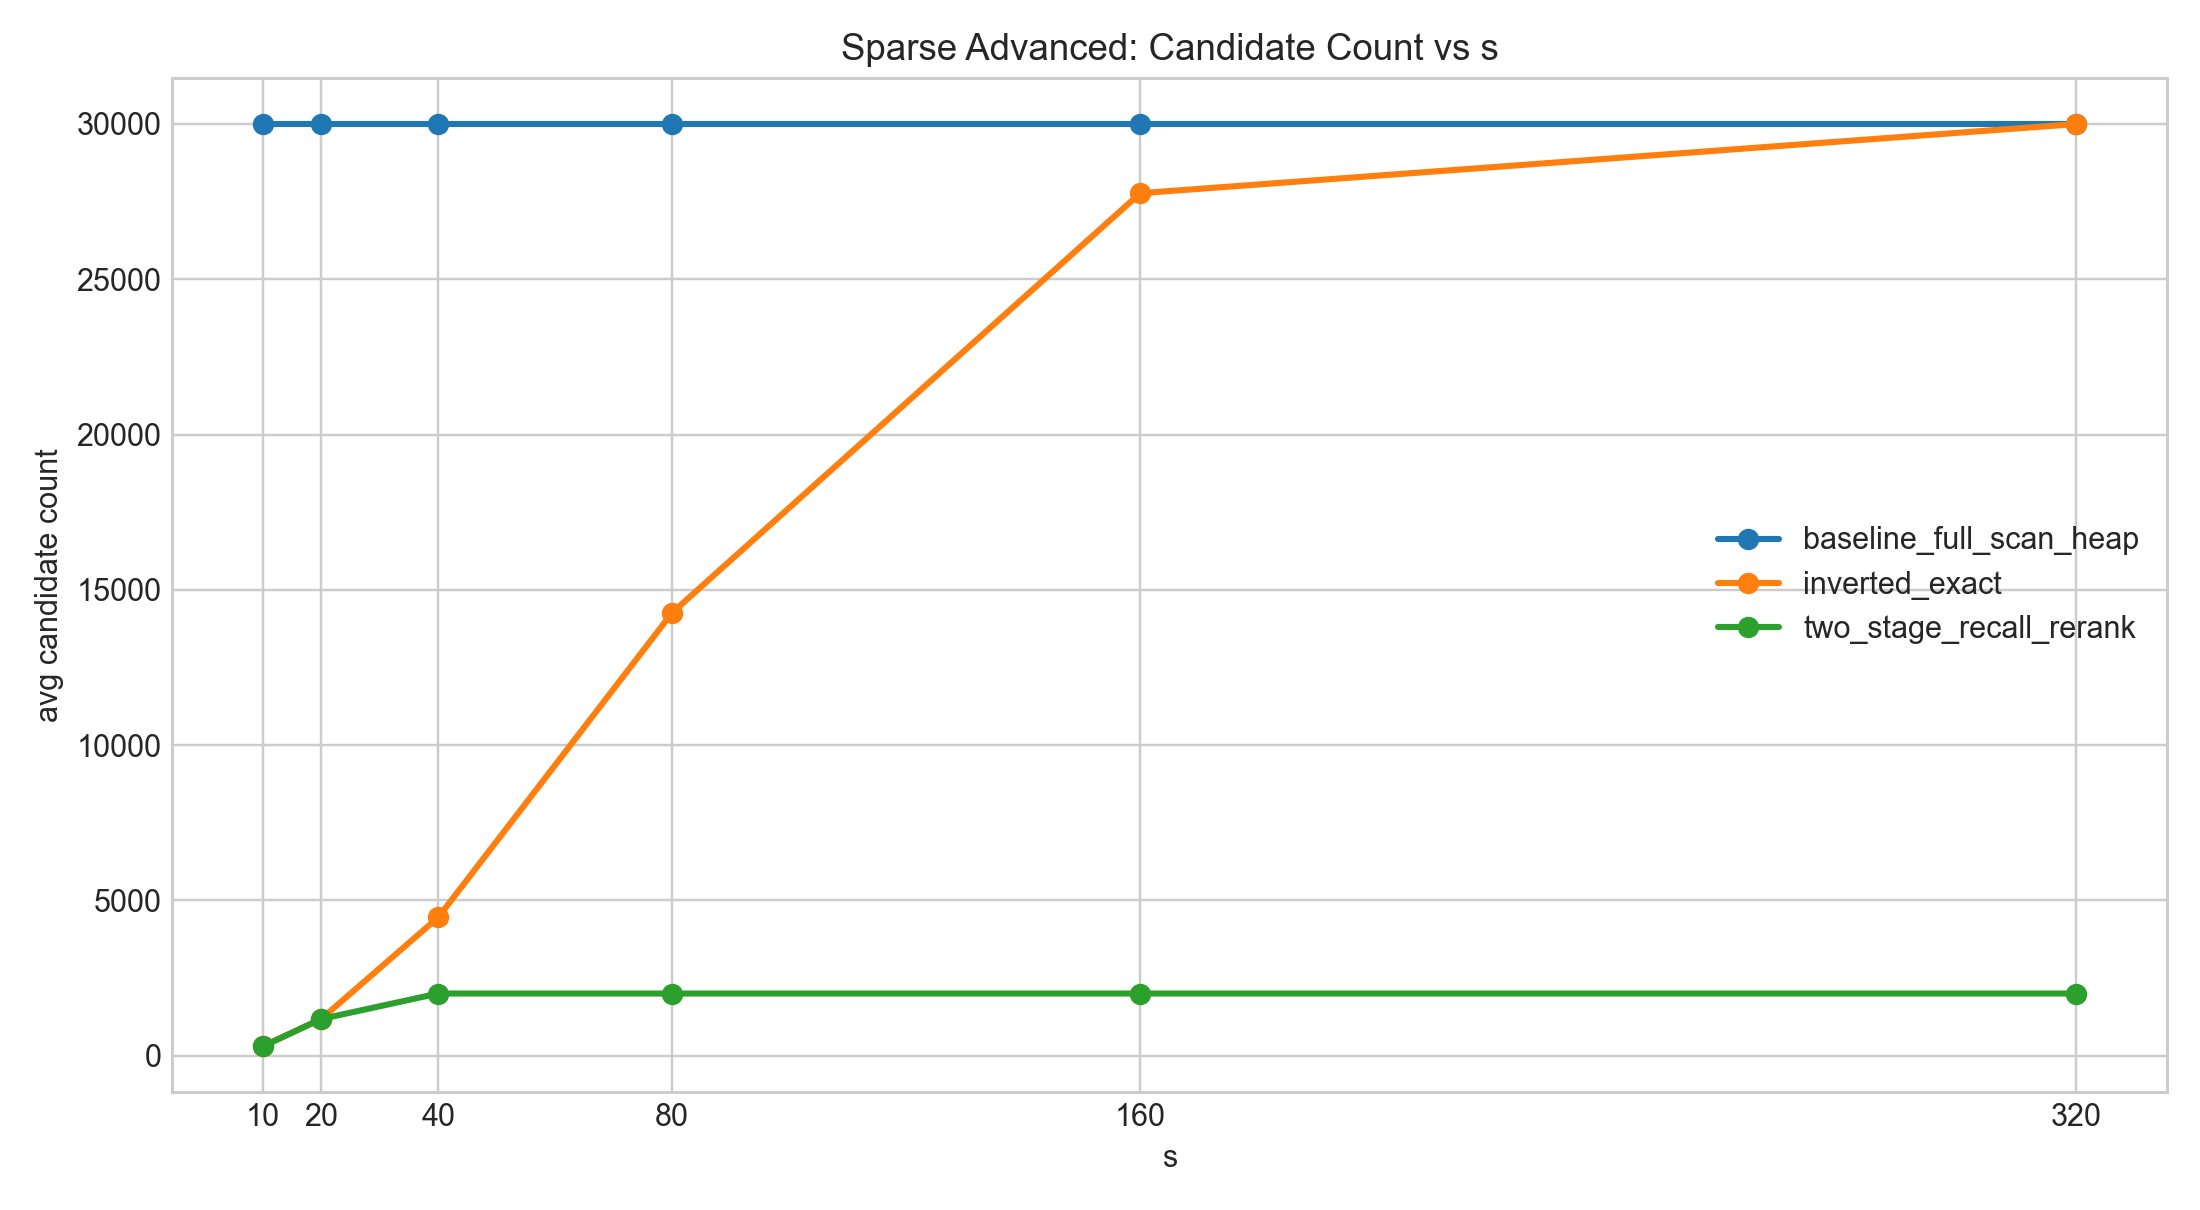 Sparse Advanced: Candidate Count vs s
avg candidate count
30000
25000
20000
15000
10000
5000
0
baseline_full_scan_heap
inverted_exact
two_stage_recall_rerank
10 20 40 80 160 320
s